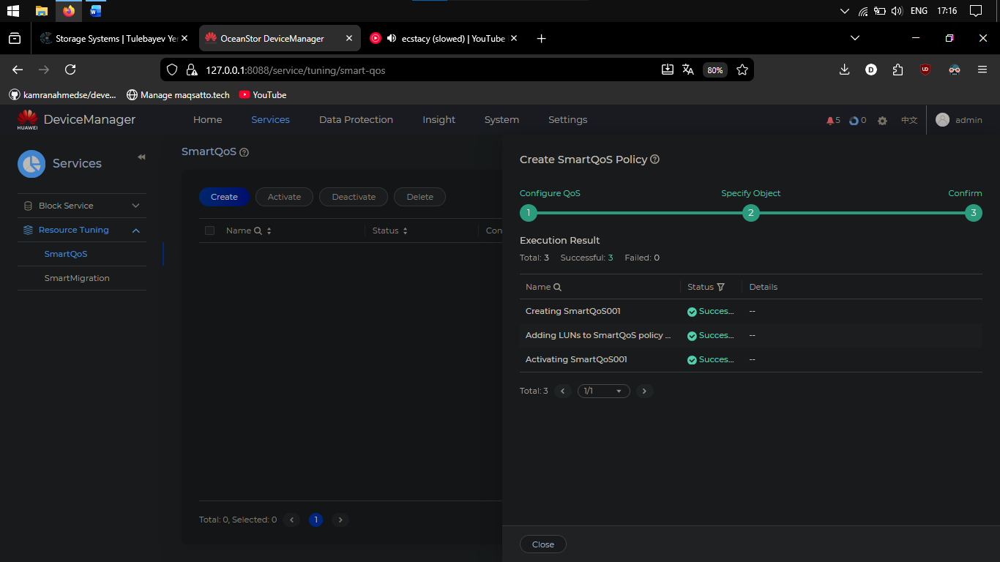 ENG 17:16
Storage Systems | Tulebayev Ye
OceanStor DeviceManager
ecstacy (slowed) | YouTube
127.0.0.1:8088/service/tuning/smart-qos
80%
kamranahmedse/deve...
Manage maqsatto.tech
YouTube
HUAWEI
DeviceManager
Home
Services
Data Protection
Insight
System
Settings
5
0
中文
admin
Services
Block Service
Resource Tuning
SmartQoS
SmartMigration
SmartQoS
Create
Activate
Deactivate
Delete
Name
Status
Con
Total: 0, Selected: 0
1
Create SmartQoS Policy
Configure QoS
Specify Object
Confirm
1
2
3
Execution Result
Total: 3 Successful: 3 Failed: 0
Name Status Details
Creating SmartQoS001 Succes... --
Adding LUNs to SmartQoS policy ... Succes... --
Activating SmartQoS001 Succes... --
Total: 3 1/1
Close